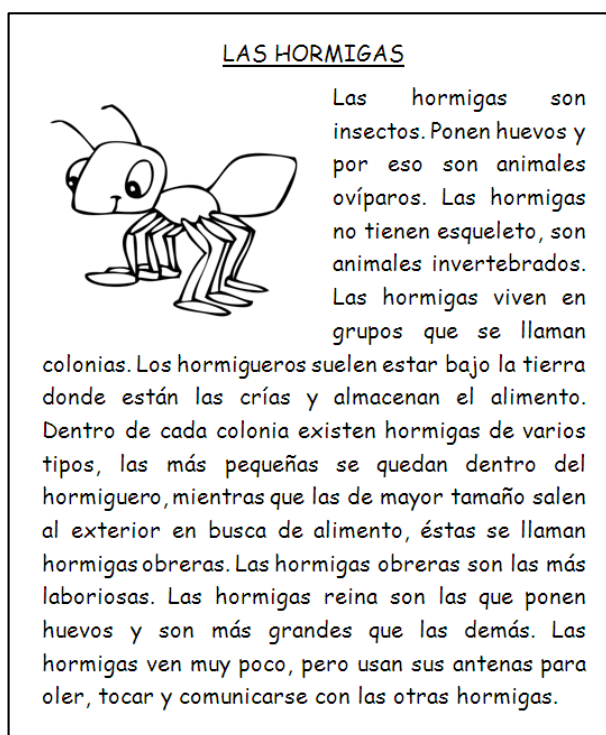 LAS HORMIGAS
Las hormigas son
insectos. Ponen huevos y
por eso son animales
ovíparos. Las hormigas
no tienen esqueleto, son
animales invertebrados.
Las hormigas viven en
grupos que se llaman
colonias. Los hormigueros suelen estar bajo la tierra
donde están las crías y almacenan el alimento.
Dentro de cada colonia existen hormigas de varios
tipos, las más pequeñas se quedan dentro del
hormiguero, mientras que las de mayor tamaño salen
al exterior en busca de alimento, éstas se llaman
hormigas obreras. Las hormigas obreras son las más
laboriosas. Las hormigas reina son las que ponen
huevos y son más grandes que las demás. Las
hormigas ven muy poco, pero usan sus antenas para
oler, tocar y comunicarse con las otras hormigas.